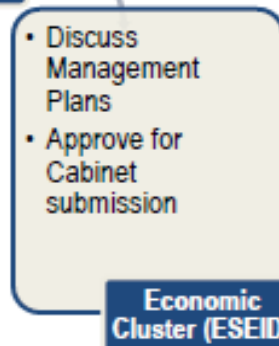 • Discuss
Management
Plans
• Approve for
Cabinet
submission
Economic
Cluster (ESEID